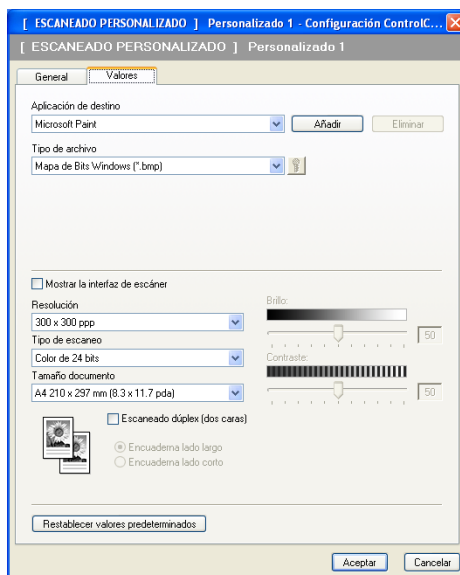 [ ESCANEADO PERSONALIZADO ] Personalizado 1 - Configuración ControlC...
[ ESCANEADO PERSONALIZADO ] Personalizado 1
General Valores
Aplicación de destino
Microsoft Paint Añadir Eliminar
Tipo de archivo
Mapa de Bits Windows (*.bmp)
Mostrar la interfaz de escáner
Resolución Brillo:
300 x 300 ppp 50
Tipo de escaneo
Color de 24 bits Contraste:
Tamaño documento
A4 210 x 297 mm (8.3 x 11.7 pda) 50
Escaneado dúplex (dos caras)
Encuaderna lado largo
Encuaderna lado corto
Restablecer valores predeterminados
Aceptar Cancelar